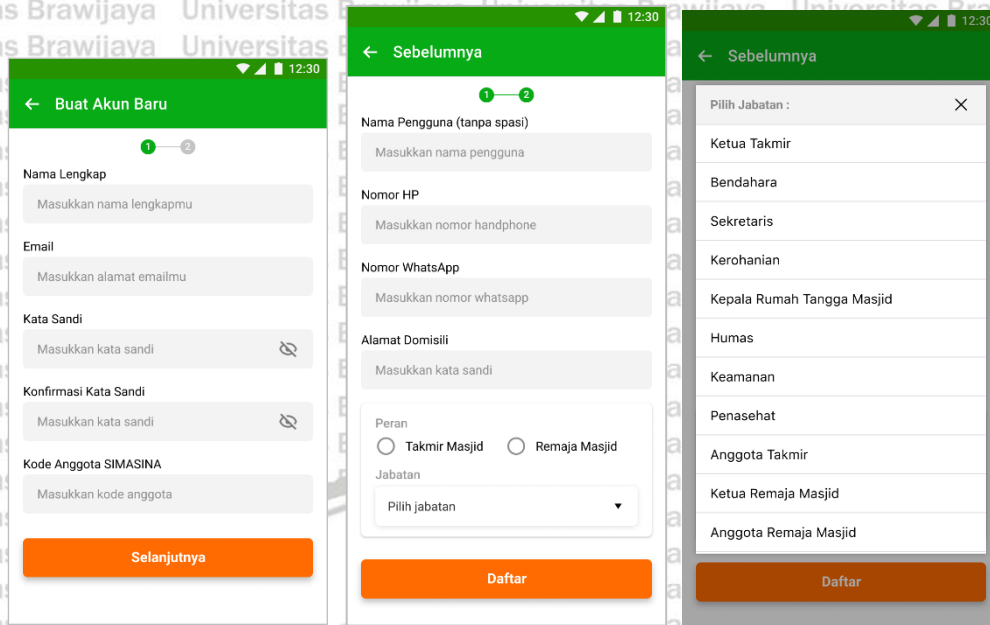 Universitas Brawijaya
12:30
Buat Akun Baru
1
2
Nama Lengkap
Masukkan nama lengkapmu
Email
Masukkan alamat emailmu
Kata Sandi
Masukkan kata sandi
Konfirmasi Kata Sandi
Masukkan kata sandi
Kode Anggota SIMASINA
Masukkan kode anggota
Selanjutnya
12:30
Sebelumnya
1
2
Nama Pengguna (tanpa spasi)
Masukkan nama pengguna
Nomor HP
Masukkan nomor handphone
Nomor WhatsApp
Masukkan nomor whatsapp
Alamat Domisili
Masukkan kata sandi
Peran
Takmir Masjid
Remaja Masjid
Jabatan
Pilih jabatan
Daftar
12:30
Sebelumnya
Pilih Jabatan :
Ketua Takmir
Bendahara
Sekretaris
Kerohanian
Kepala Rumah Tangga Masjid
Humas
Keamanan
Penasehat
Anggota Takmir
Ketua Remaja Masjid
Anggota Remaja Masjid
Daftar